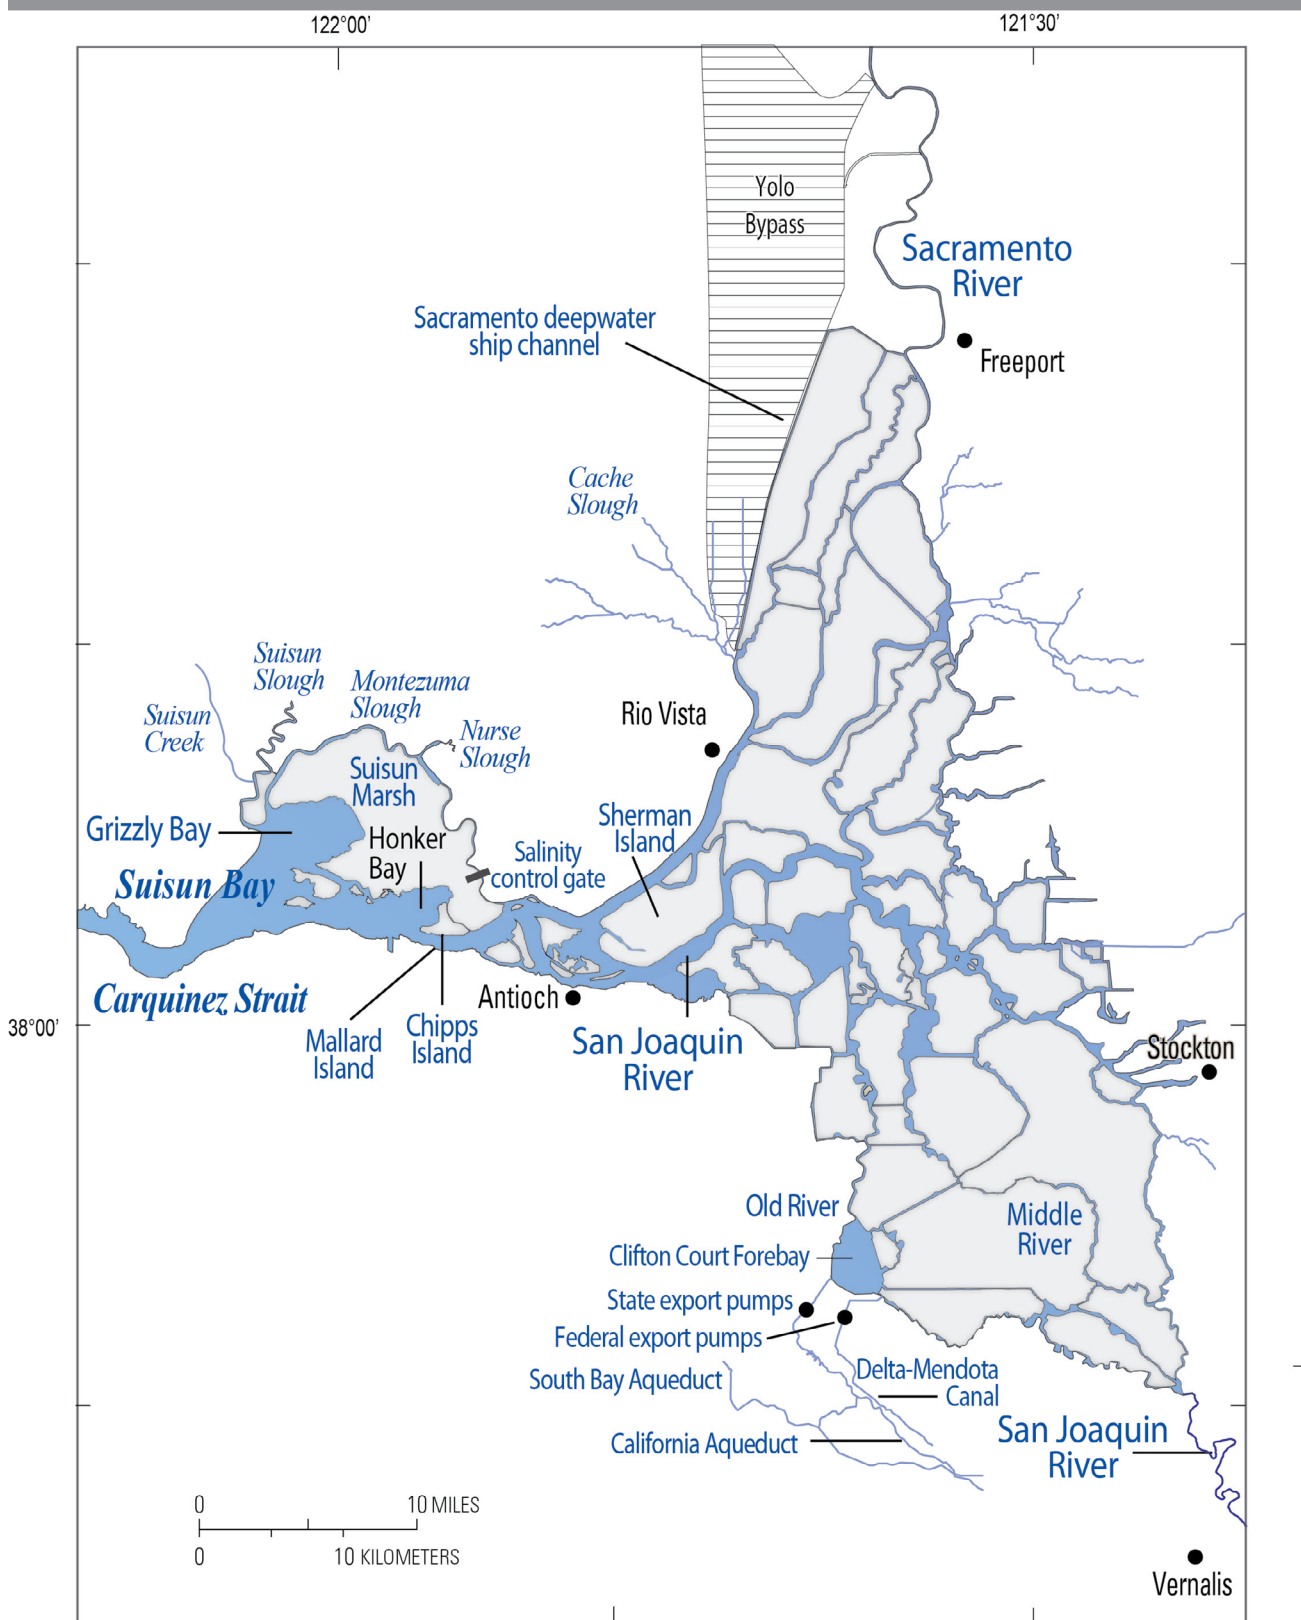 122°00'
121°30'
Yolo
Bypass
Sacramento
River
Sacramento deepwater
ship channel
Freeport
Cache
Slough
Suisun
Slough
Montezuma
Slough
Suisun
Creek
Nurse
Slough
Rio Vista
Suisun
Marsh
Grizzly Bay
Honker
Bay
Sherman
Island
Salinity
control gate
Suisun Bay
Carquinez Strait
Antioch
Mallard
Island
Chipps
Island
San Joaquin
River
38°00'
Stockton
Old River
Middle
River
Clifton Court Forebay
State export pumps
Federal export pumps
South Bay Aqueduct
Delta-Mendota
Canal
California Aqueduct
San Joaquin
River
0
10 MILES
0
10 KILOMETERS
Vernalis